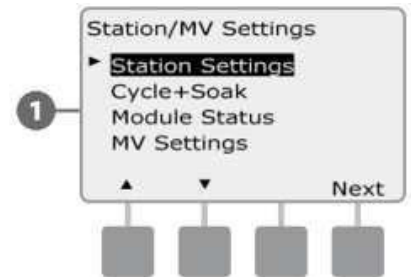 Station/MV Settings
Station Settings
Cycle+Soak
Module Status
MV Settings
Next
1